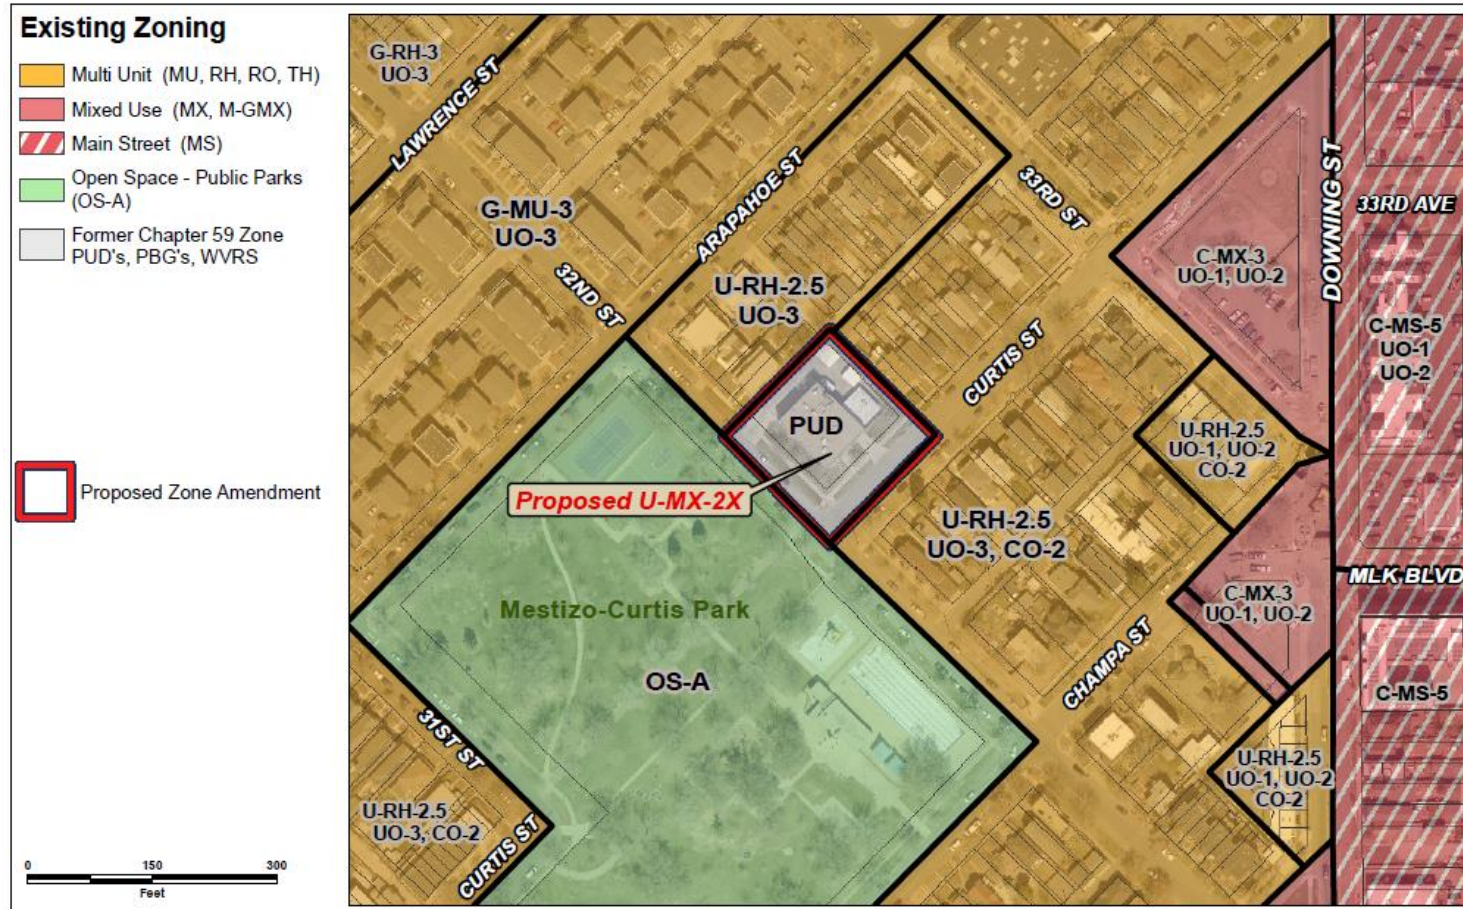 Existing Zoning
Multi Unit (MU, RH, RO, TH)
Mixed Use (MX, M-GMX)
Main Street (MS)
Open Space - Public Parks
(OS-A)
Former Chapter 59 Zone
PUD's, PBG's, WVRS
Proposed Zone Amendment
0 150 300
Feet
G-RH-3
UO-3
LAWRENCE ST
G-MU-3
UO-3
ARAPAHOE ST
32ND ST
U-RH-2.5
UO-3
33RD ST
CURTIS ST
C-MX-3
UO-1, UO-2
DOWNING ST
33RD AVE
C-MS-5
UO-1
UO-2
PUD
Proposed U-MX-2X
U-RH-2.5
UO-1, UO-2
CO-2
U-RH-2.5
UO-3, CO-2
MLK BLVD
C-MX-3
UO-1, UO-2
Mestizo-Curtis Park
OS-A
CHAMPA ST
C-MS-5
31ST ST
U-RH-2.5
UO-1, UO-2
CO-2
U-RH-2.5
UO-3, CO-2
CURTIS ST